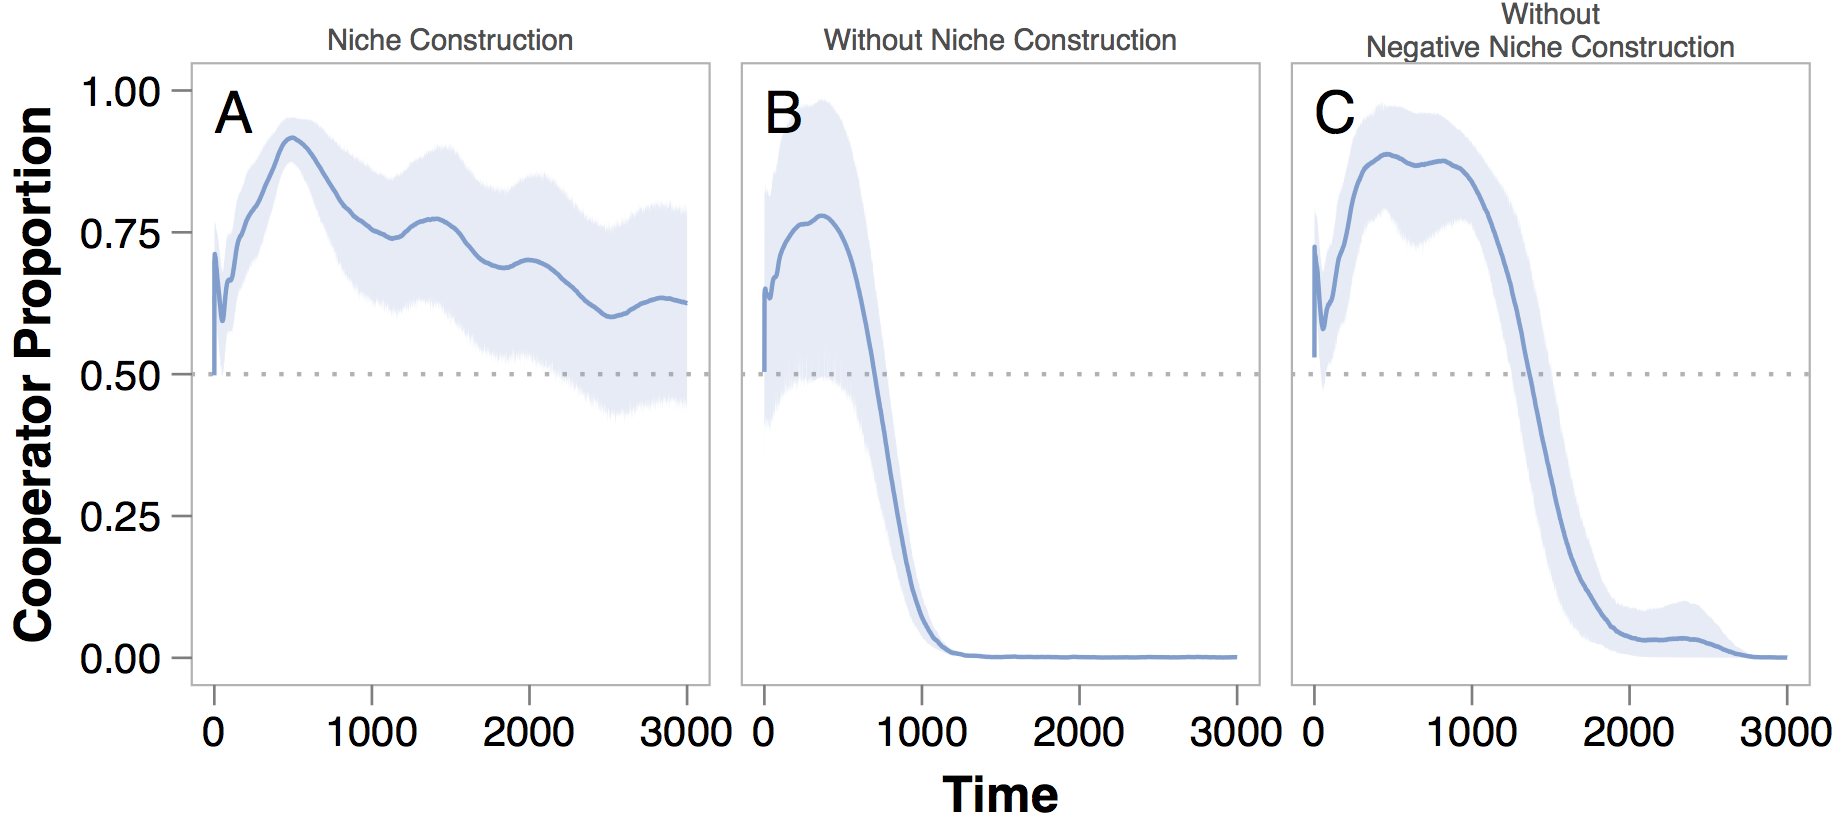 Niche Construction
Without Niche Construction
Without
Negative Niche Construction
A
B
C
Cooperator Proportion
1.00
0.75
0.50
0.25
0.00
0 1000 2000 3000
0 1000 2000 3000
0 1000 2000 3000
Time